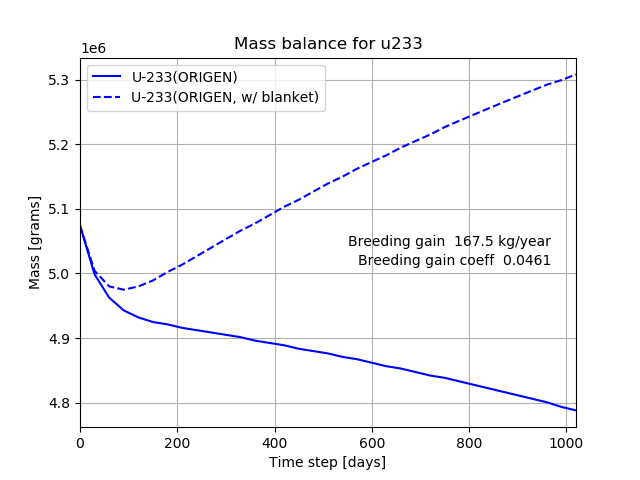 Mass balance for u233
1e6
U-233(ORIGEN)
U-233(ORIGEN, w/ blanket)
5.3
5.2
5.1
5.0
4.9
4.8
Mass [grams]
Breeding gain  167.5 kg/year
Breeding gain coeff  0.0461
0 200 400 600 800 1000
Time step [days]